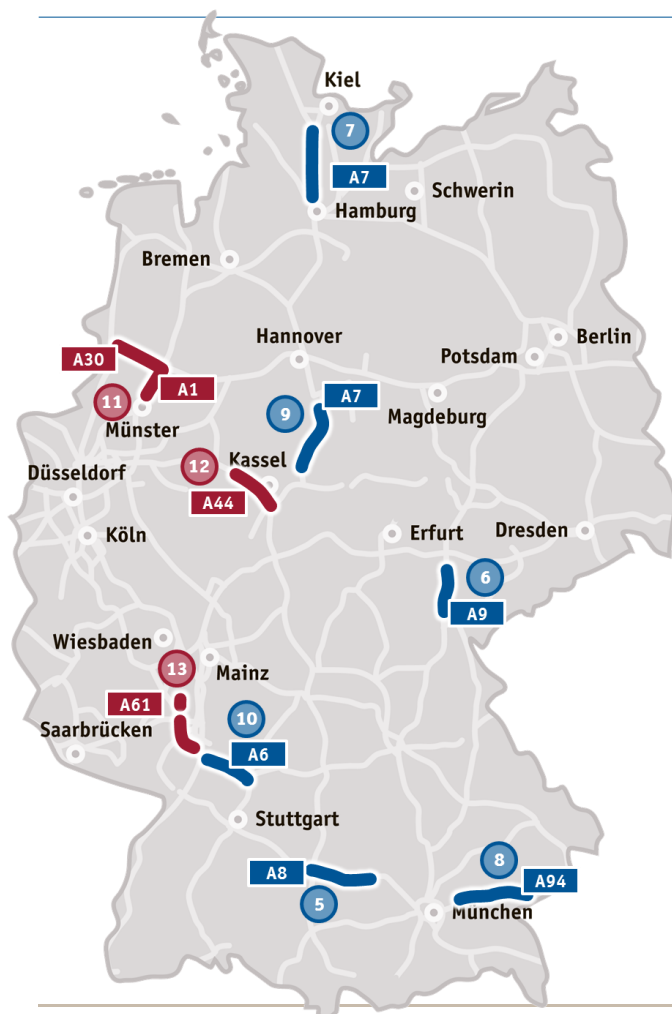 Kiel
7
A7
Schwerin
Hamburg
Bremen
Hannover
Berlin
Potsdam
A30
A1
11
Münster
9
A7
Magdeburg
12
Kassel
Düsseldorf
A44
Köln
Erfurt
Dresden
6
A9
Wiesbaden
13
Mainz
A61
10
Saarbrücken
A6
Stuttgart
A8
5
8
A94
München